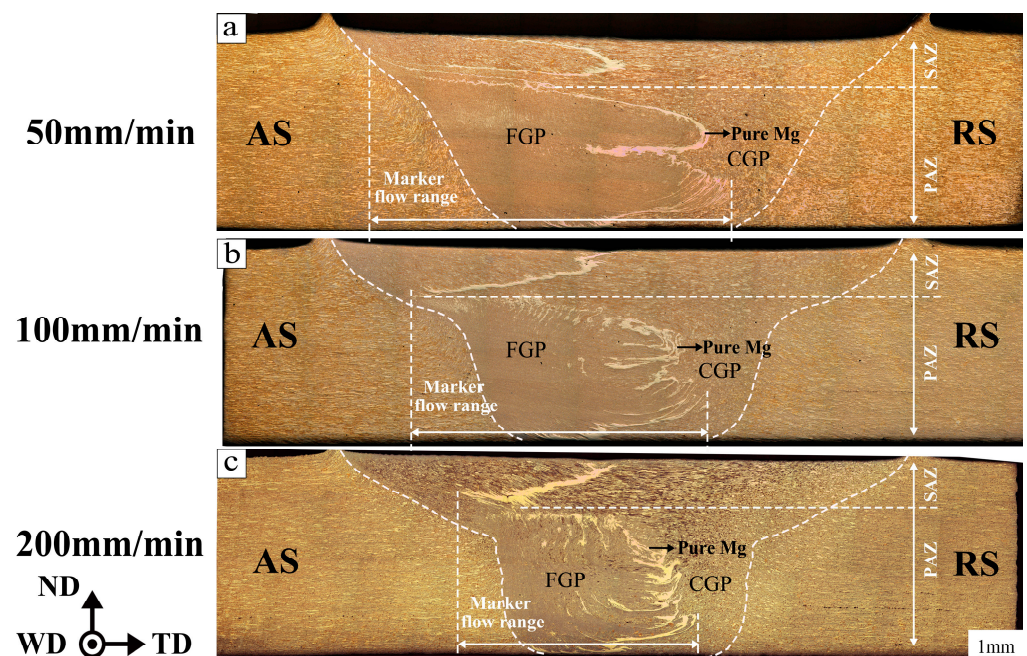 a
50mm/min
AS
FGP
Pure Mg
CGP
RS
SAZ
PAZ
Marker
flow range
b
100mm/min
AS
FGP
Pure Mg
CGP
RS
SAZ
PAZ
Marker
flow range
c
200mm/min
AS
FGP
Pure Mg
CGP
RS
SAZ
PAZ
Marker
flow range
ND
WD
TD
1mm